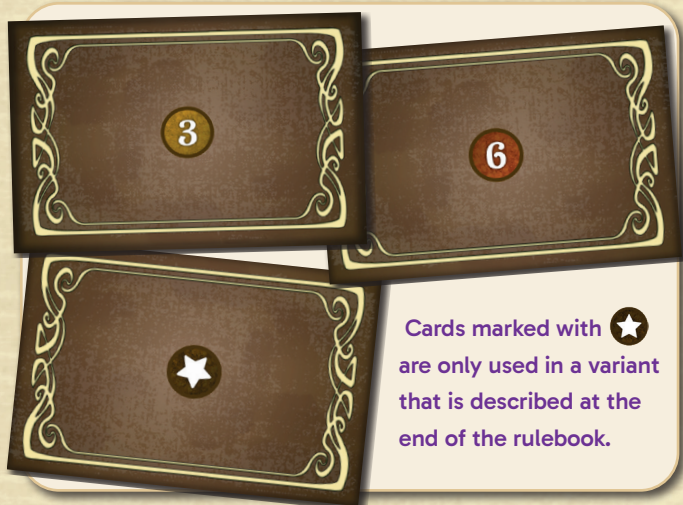 3
6
Cards marked with
are only used in a variant
that is described at the
end of the rulebook.